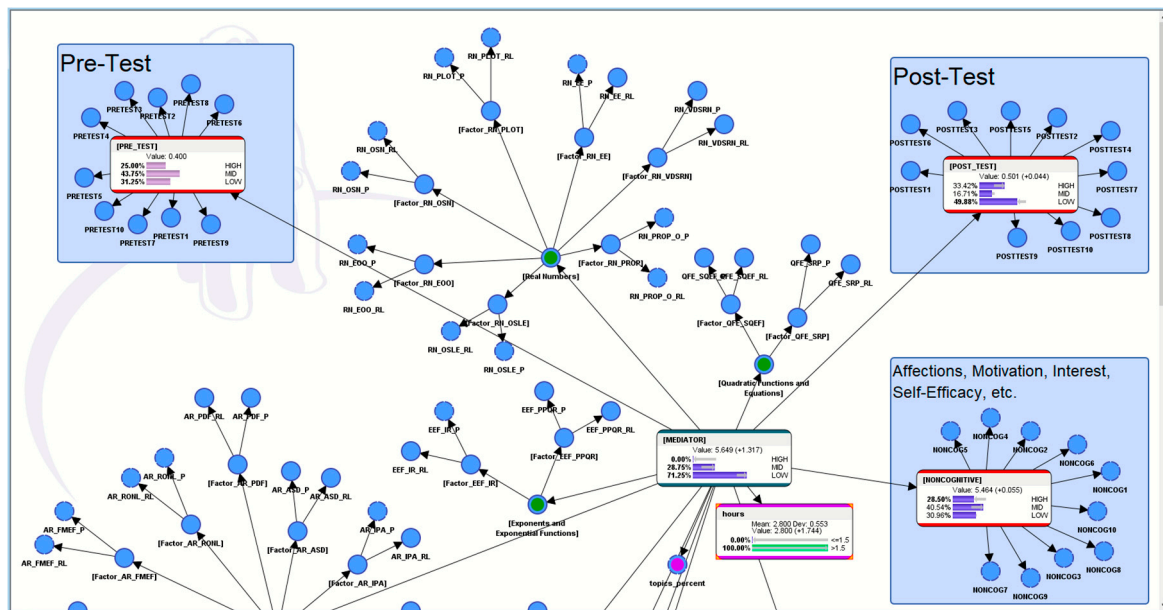 Pre-Test
PRETEST3
PRETEST2
PRETEST8
PRETEST6
PRETEST4
[PRE_TEST]
Value: 0.400
25.00% HIGH
43.75% MID
31.25% LOW
PRETEST5
PRETEST10
PRETEST7
PRETEST1
PRETEST9
RN_PLOT_RL
RN_PLOT_P
[Factor_RN_PLOT]
RN_EE_P
RN_EE_RL
[Factor_RN_EE]
RN_VDSRN_P
RN_VDSRN_RL
[Factor_RN_VDSRN]
RN_OSN_RL
RN_OSN_P
[Factor_RN_OSN]
RN_EOO_P
[Factor_RN_EOO]
RN_EOO_RL
[Real Numbers]
RN_PROP_O_P
[Factor_RN_PROP]
RN_PROP_O_RL
[Factor_RN_OSLE]
RN_OSLE_RL
RN_OSLE_P
QFE_SQEF_P
QFE_SQEF_RL
[Factor_QFE_SQEF]
QFE_SRP_P
QFE_SRP_RL
[Factor_QFE_SRP]
[Quadratic Functions and
Equations]
Post-Test
POSTTEST3
POSTTEST5
POSTTEST2
POSTTEST6
POSTTEST4
[POST_TEST]
Value: 0.501 (+0.044)
33.42% HIGH
16.71% MID
49.88% LOW
POSTTEST1
POSTTEST7
POSTTEST8
POSTTEST10
POSTTEST9
Affections, Motivation, Interest,
Self-Efficacy, etc.
NONCOG4
NONCOG5
NONCOG2
NONCOG6
NONCOG1
[NONCOGNITIVE]
Value: 5.464 (+0.055)
28.50% HIGH
40.54% MID
30.96% LOW
NONCOG10
NONCOG8
NONCOG3
NONCOG7
NONCOG9
AR_PDF_RL
AR_PDF_P
[Factor_AR_PDF]
AR_RONL_P
AR_RONL_RL
[Factor_AR_RONL]
AR_ASD_P
AR_ASD_RL
[Factor_AR_ASD]
AR_FMEF_P
AR_FMEF_RL
[Factor_AR_FMEF]
AR_IPA_P
AR_IPA_RL
[Factor_AR_IPA]
EEF_IR_P
EEF_IR_RL
[Factor_EEF_IR]
EEF_PPQR_P
EEF_PPQR_RL
[Factor_EEF_PPQR]
[Exponents and
Exponential Functions]
[MEDIATOR]
Value: 5.649 (+1.317)
0.00% HIGH
28.75% MID
71.25% LOW
hours
Mean: 2.800 Dev: 0.553
Value: 2.800 (+1.744)
0.00% <=1.5
100.00% >1.5
topics_percent